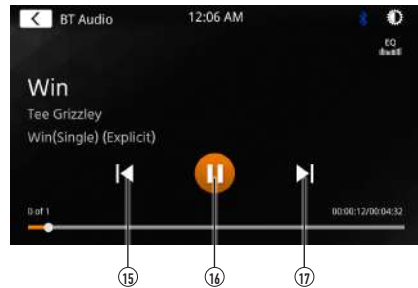 BT Audio 12:06 AM
EQ
Win
Tee Grizzley
Win(Single) (Explicit)
0 of 1 00:00:12/00:04:32
15 16 17